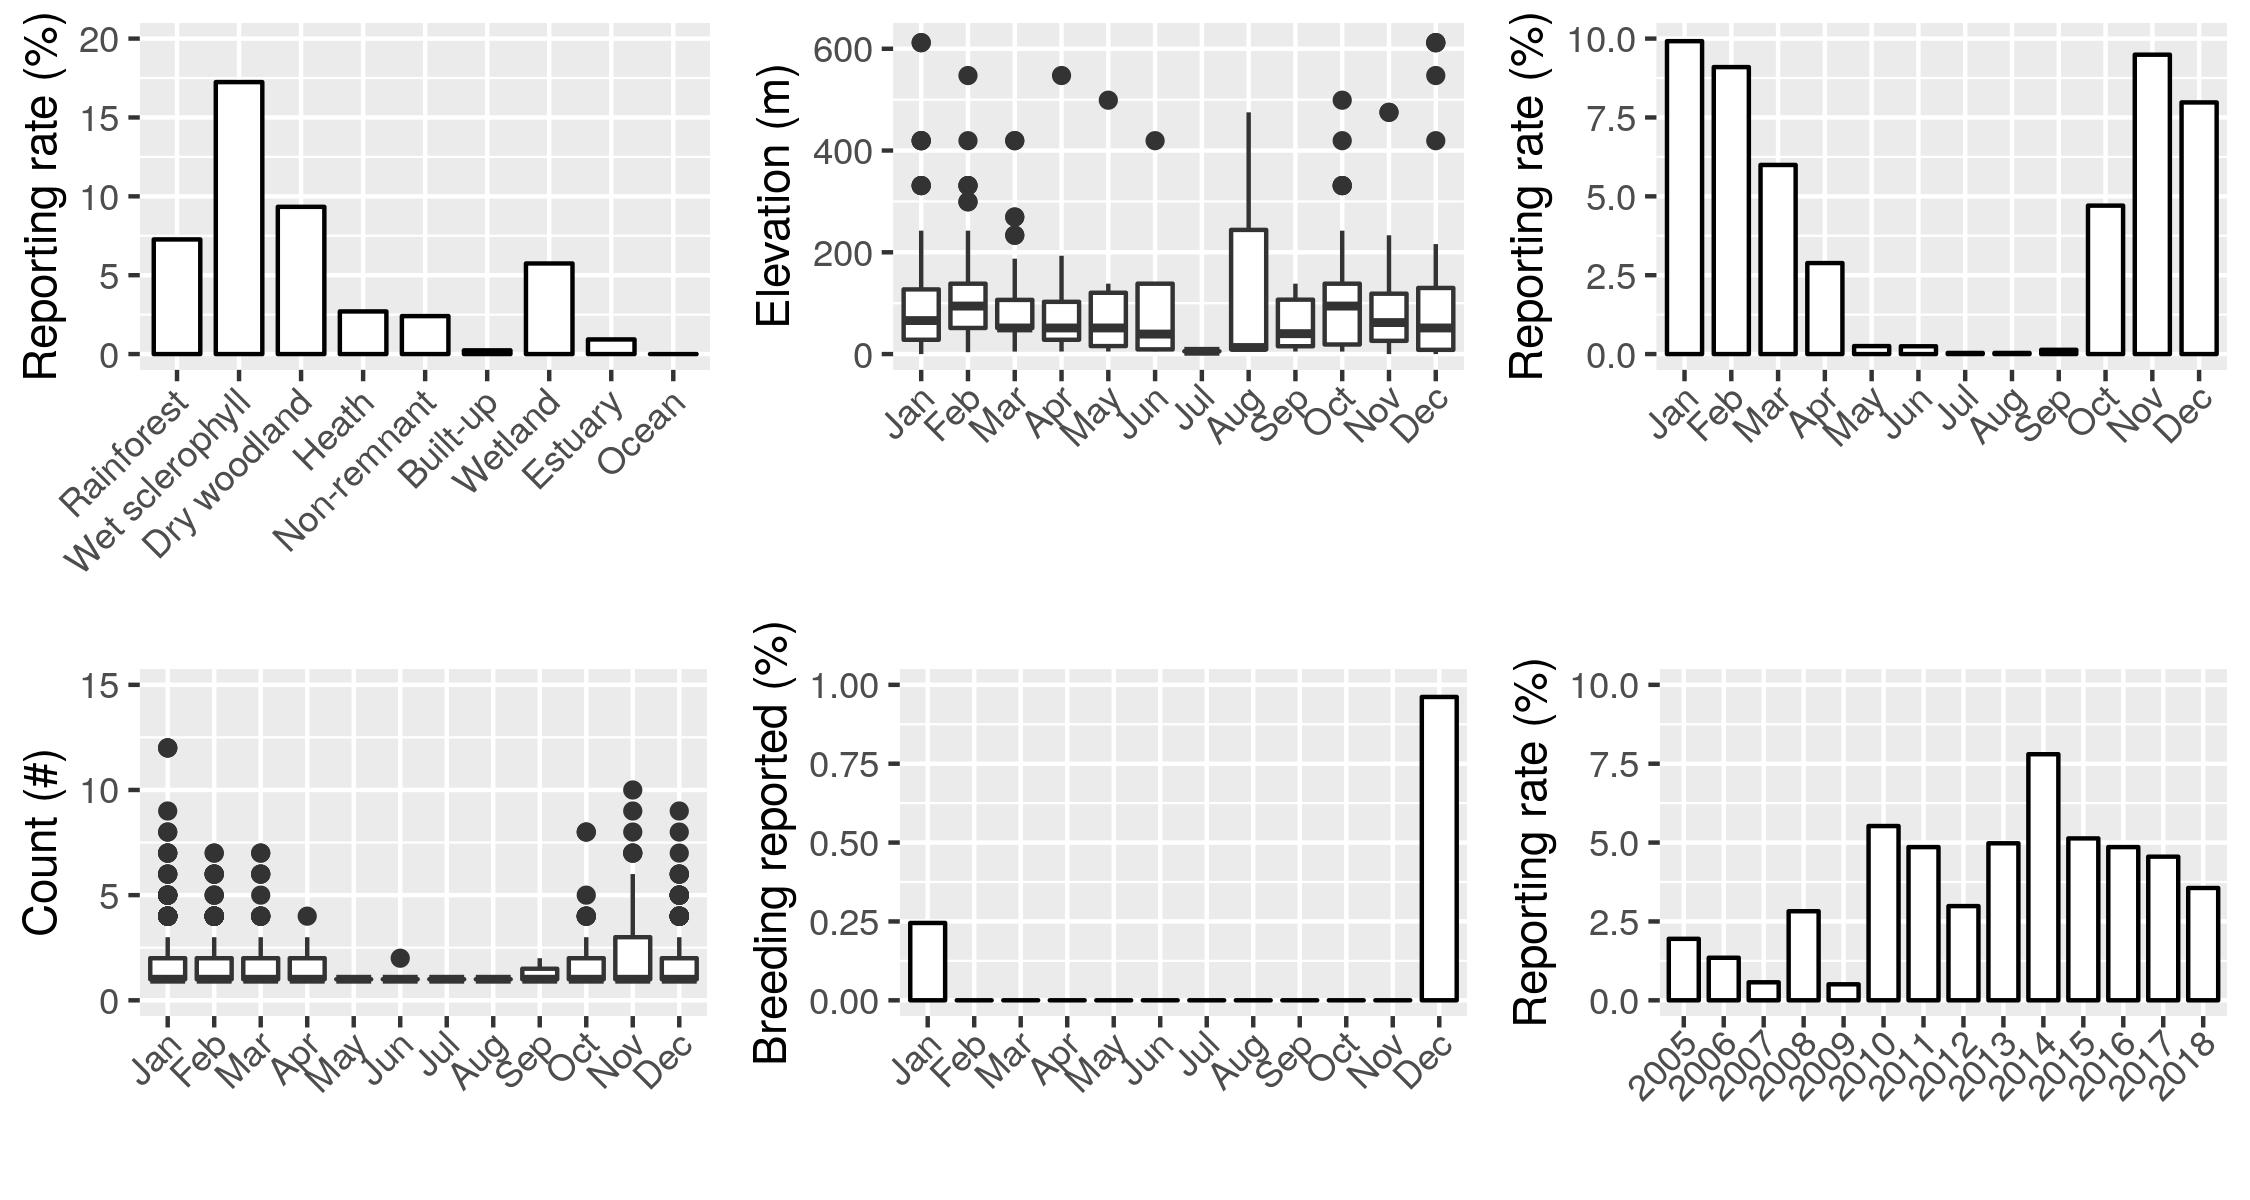 Reporting rate (%)
20
15
10
5
0
Rainforest
Wet sclerophyll
Dry woodland
Heath
Non-remnant
Built-up
Wetland
Estuary
Ocean
Elevation (m)
600
400
200
0
Jan
Feb
Mar
Apr
May
Jun
Jul
Aug
Sep
Oct
Nov
Dec
Reporting rate (%)
10.0
7.5
5.0
2.5
0.0
Jan
Feb
Mar
Apr
May
Jun
Jul
Aug
Sep
Oct
Nov
Dec
Count (#)
15
10
5
0
Jan
Feb
Mar
Apr
May
Jun
Jul
Aug
Sep
Oct
Nov
Dec
Breeding reported (%)
1.00
0.75
0.50
0.25
0.00
Jan
Feb
Mar
Apr
May
Jun
Jul
Aug
Sep
Oct
Nov
Dec
Reporting rate (%)
10.0
7.5
5.0
2.5
0.0
2005
2006
2007
2008
2009
2010
2011
2012
2013
2014
2015
2016
2017
2018